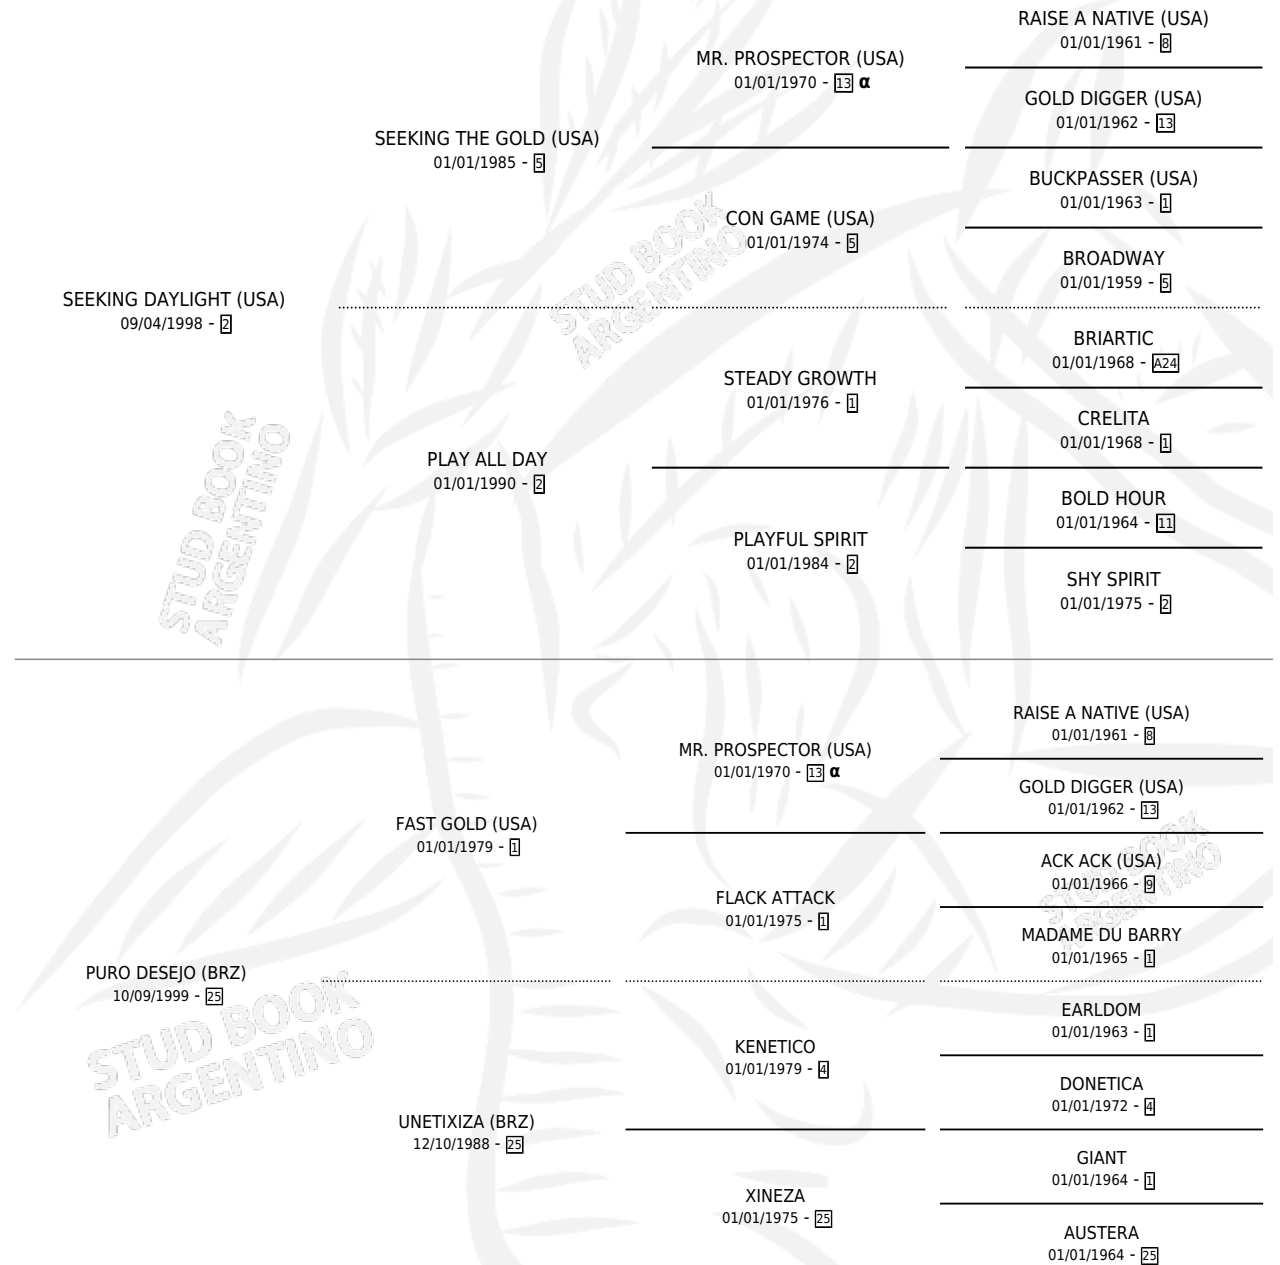 RAISE A NATIVE (USA)
01/01/1961 - 8
MR. PROSPECTOR (USA)
01/01/1970 - 13 α
GOLD DIGGER (USA)
01/01/1962 - 13
SEEKING THE GOLD (USA)
01/01/1985 - 5
BUCKPASSER (USA)
01/01/1963 - 1
CON GAME (USA)
01/01/1974 - 5
BROADWAY
01/01/1959 - 5
SEEKING DAYLIGHT (USA)
09/04/1998 - 2
BRIARTIC
01/01/1968 - A24
STEADY GROWTH
01/01/1976 - 1
CRELITA
01/01/1968 - 1
PLAY ALL DAY
01/01/1990 - 2
BOLD HOUR
01/01/1964 - 11
PLAYFUL SPIRIT
01/01/1984 - 2
SHY SPIRIT
01/01/1975 - 2
STUD BOOK
ARGENTINO
STUD BOOK
ARGENTINO
RAISE A NATIVE (USA)
01/01/1961 - 8
MR. PROSPECTOR (USA)
01/01/1970 - 13 α
GOLD DIGGER (USA)
01/01/1962 - 13
FAST GOLD (USA)
01/01/1979 - 1
ACK ACK (USA)
01/01/1966 - 9
FLACK ATTACK
01/01/1975 - 1
MADAME DU BARRY
01/01/1965 - 1
PURO DESEJO (BRZ)
10/09/1999 - 25
EARLDOM
01/01/1963 - 1
KENETICO
01/01/1979 - 4
DONETICA
01/01/1972 - 4
UNETIXIZA (BRZ)
12/10/1988 - 25
GIANT
01/01/1964 - 1
XINEZA
01/01/1975 - 25
AUSTERA
01/01/1964 - 25
STUD BOOK
ARGENTINO
STUD BOOK
ARGENTINO